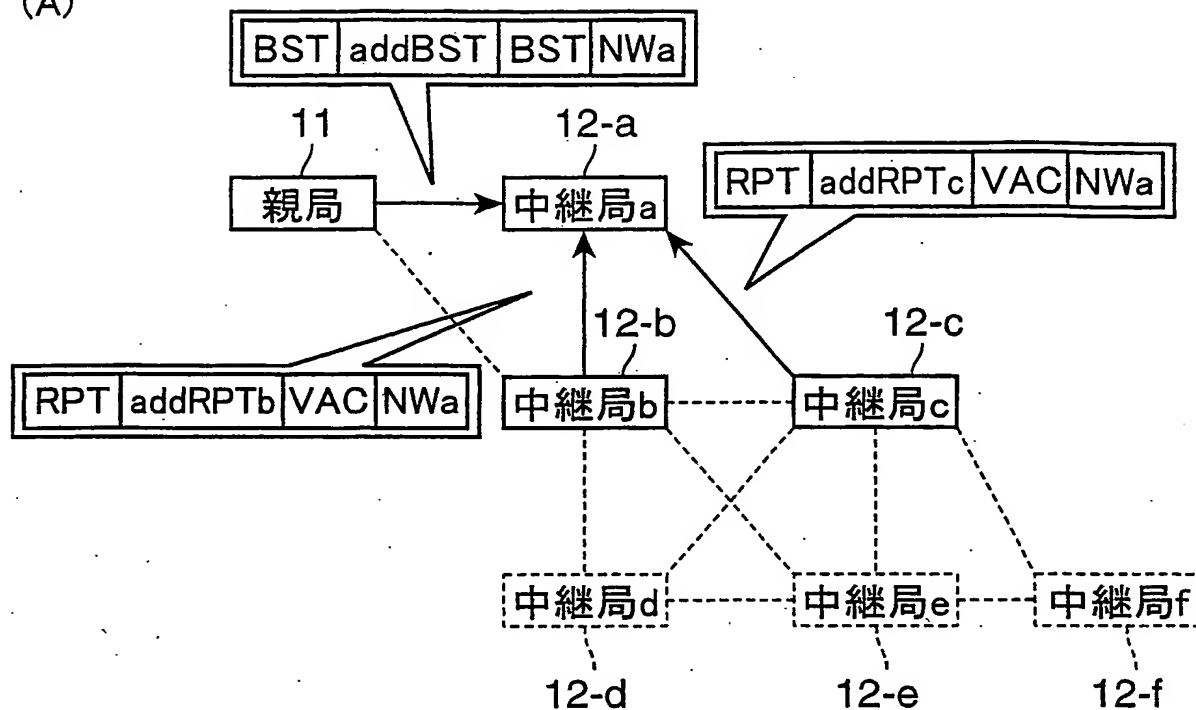 (A)
BST addBST BST NWa
11
12-a
RPT addRPTc VAC NWa
親局
中継局a
12-b
12-c
RPT addRPTb VAC NWa
中継局b
中継局c
中継局d
中継局e
中継局f
12-d
12-e
12-f